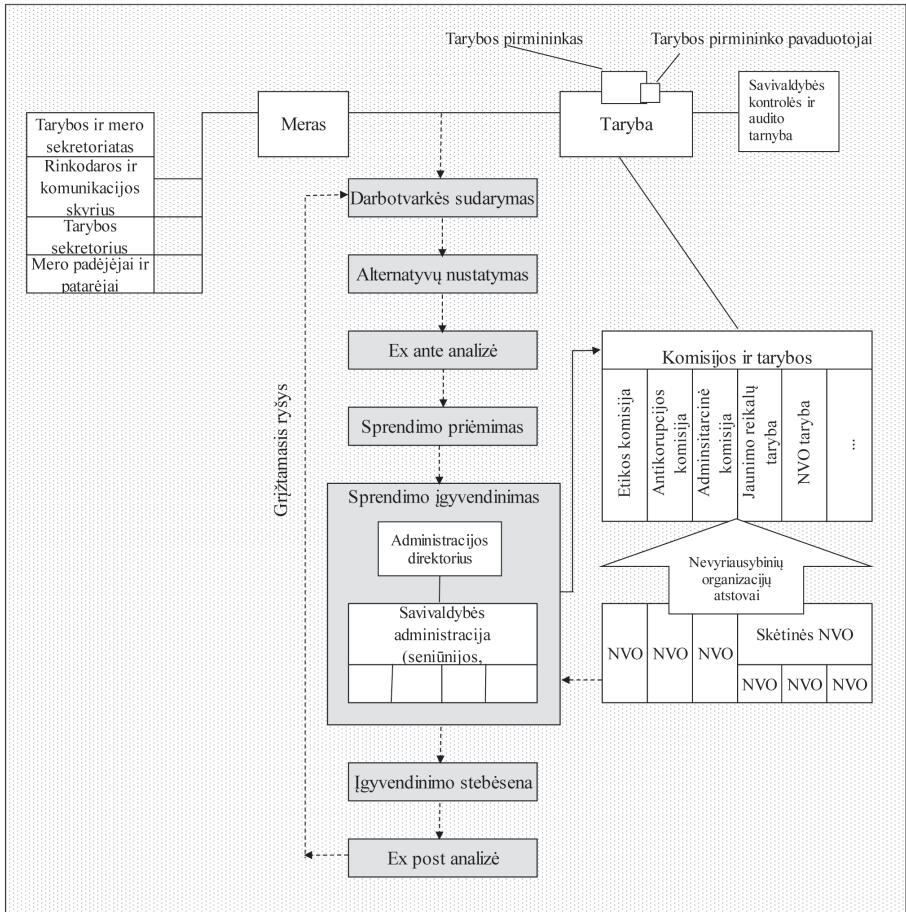 Tarybos pirmininkas
Tarybos pirmininko pavaduotojai
Meras
Taryba
Savivaldybės
kontrolės ir
audito
tarnyba
Tarybos ir mero
sekretoriatas
Rinkodaros ir
komunikacijos
skyrius
Tarybos
sekretorius
Mero padėjėjai ir
patarėjai
Darbotvarkės sudarymas
Alternatyvų nustatymas
Ex ante analizė
Sprendimo priėmimas
Grįžtamasis ryšys
Sprendimo įgyvendinimas
Administracijos
direktorius
Savivaldybės
administracija
(seniūnijos,
Įgyvendinimo stebėsena
Ex post analizė
Komisijos ir tarybos
Etikos komisija
Antikorupcijos
komisija
Adminsitarcinė
komisija
Jaunimo reikalų
taryba
NVO taryba
...
Nevyriausybinių
organizacijų
atstovai
NVO
NVO
NVO
Skėtinės NVO
NVO
NVO
NVO